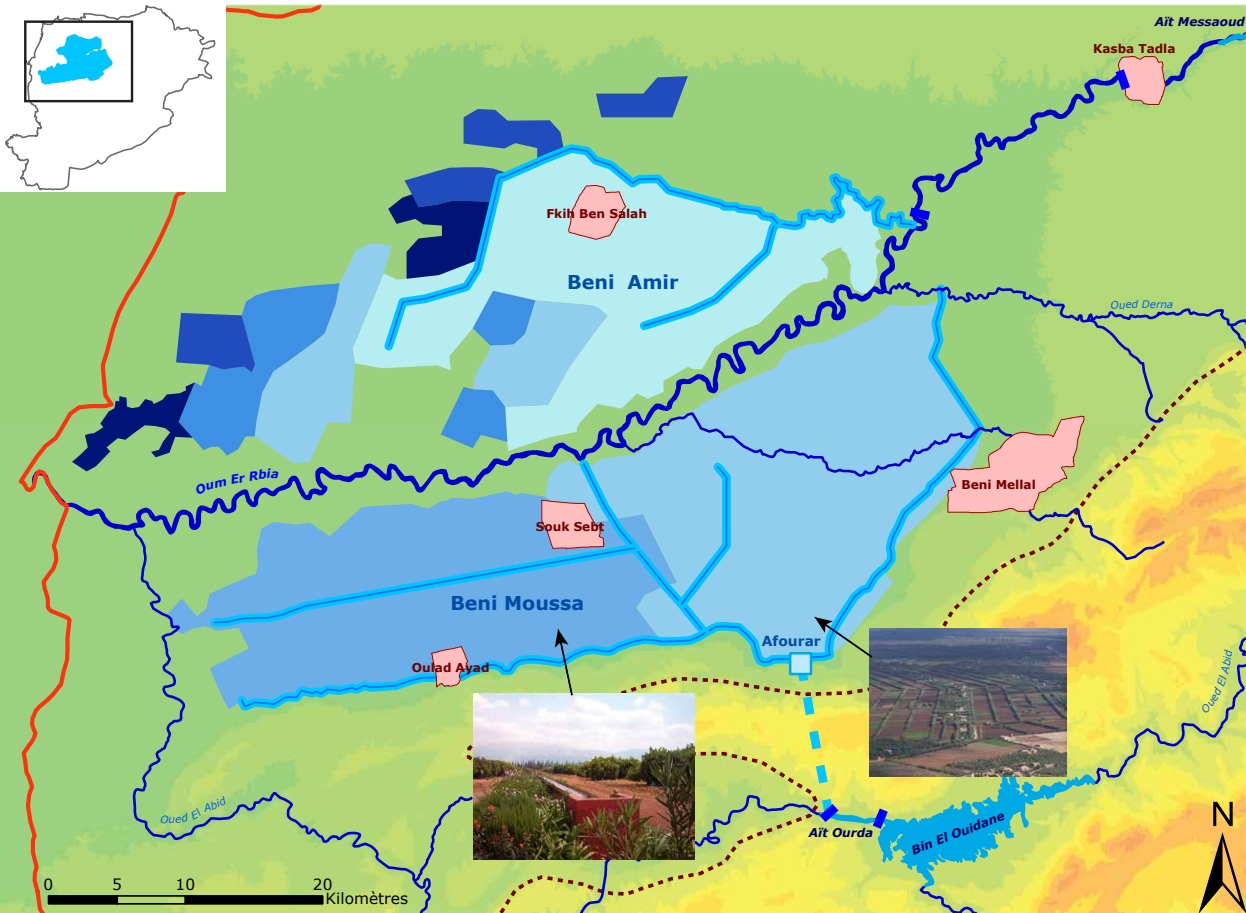 Aït Messaoud
Kasba Tadla
Fkih Ben Salah
Beni Amir
Oued Derna
Oum Er Rbia
Beni Mellal
Souk Sebt
Beni Moussa
Afourar
Oulad Ayad
Oued El Abid
Oued El Abid
Aït Ourda
Bin El Ouidane
N
0 5 10 20
Kilomètres